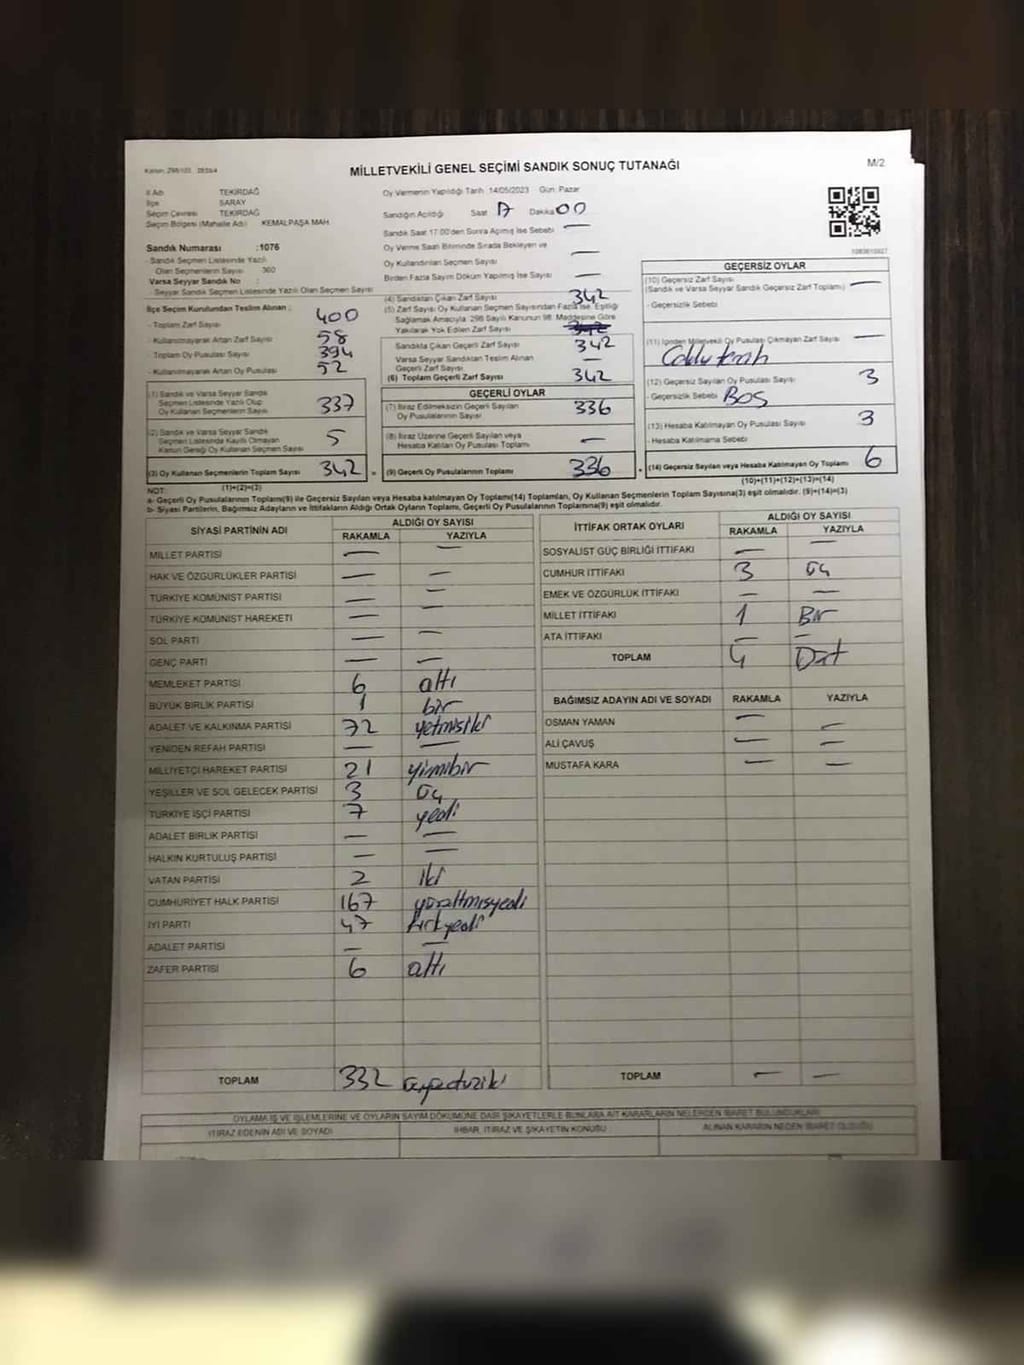 MİLLETVEKİLİ GENEL SEÇİMİ SANDIK SONUÇ TUTANAĞI
M/2
İl Adı TEKİRDAĞ
İlçe SARAY
Seçim Çevresi TEKİRDAĞ
Seçim Bölgesi (Mahalle Adı) KEMALPAŞA MAH
Sandık Numarası :1076
- Sandık Seçmen Listesinde Yazılı
Olan Seçmenlerin Sayısı 360
Varsa Seyyar Sandık No :
- Seyyar Sandık Seçmen Listesinde Yazılı Olan Seçmen Sayısı
İlçe Seçim Kurulundan Teslim Alınan :
- Toplam Zarf Sayısı 400
- Kullanılmayarak Artan Zarf Sayısı 58
- Toplam Oy Pusulası Sayısı 394
- Kullanılmayarak Artan Oy Pusulası 52
(1) Sandık ve Varsa Seyyar Sandık
Seçmen Listesinde Yazılı Olup
Oy Kullanan Seçmenlerin Sayısı 337
(2) Sandık ve Varsa Seyyar Sandık
Seçmen Listesinde Kayıtlı Olmayan
Kanun Gereği Oy Kullanan Seçmen Sayısı 5
(3) Oy Kullanan Seçmenlerin Toplam Sayısı 342
(1)+(2)=(3)
Oy Vermenin Yapıldığı Tarih :14/05/2023 Gün: Pazar
Sandığın Açıldığı Saat 17 Dakika 00
Sandık Saat 17:00'den Sonra Açılmış İse Sebebi —
Oy Verme Saati Bitiminde Sırada Bekleyen ve
Oy Kullandırılan Seçmen Sayısı —
Birden Fazla Sayım Döküm Yapılmış İse Sayısı —
(4) Sandıktan Çıkan Zarf Sayısı 342
(5) Zarf Sayısı Oy Kullanan Seçmen Sayısından Fazla İse, Eşitliği
Sağlamak Amacıyla 298 Sayılı Kanunun 98. Maddesine Göre
Yakılarak Yok Edilen Zarf Sayısı
Sandıkta Çıkan Geçerli Zarf Sayısı 342
Varsa Seyyar Sandıktan Teslim Alınan
Geçerli Zarf Sayısı —
(6) Toplam Geçerli Zarf Sayısı 342
GEÇERLİ OYLAR
(7) İtiraz Edilmeksizin Geçerli Sayılan
Oy Pusulalarının Sayısı 336
(8) İtiraz Üzerine Geçerli Sayılan veya
Hesaba Katılan Oy Pusulası Toplamı —
(9) Geçerli Oy Pusulalarının Toplamı 336
GEÇERSİZ OYLAR
(10) Geçersiz Zarf Sayısı
(Sandık ve Varsa Seyyar Sandık Geçersiz Zarf Toplamı) —
- Geçersizlik Sebebi
(11) İçinden Milletvekili Oy Pusulası Çıkmayan Zarf Sayısı —
(12) Geçersiz Sayılan Oy Pusulası Sayısı 3
- Geçersizlik Sebebi BOŞ
(13) Hesaba Katılmayan Oy Pusulası Sayısı 3
- Hesaba Katılmama Sebebi
(14) Geçersiz Sayılan veya Hesaba Katılmayan Oy Toplamı 6
(10)+(11)+(12)+(13)=(14)
NOT:
a- Geçerli Oy Pusulalarının Toplamı(9) ile Geçersiz Sayılan veya Hesaba katılmayan Oy Toplamı(14) Toplamları, Oy Kullanan Seçmenlerin Toplam Sayısına(3) eşit olmalıdır. (9)+(14)=(3)
b- Siyasi Partilerin, Bağımsız Adayların ve İttifakların Aldığı Ortak Oyların Toplamı, Geçerli Oy Pusulalarının Toplamına(9) eşit olmalıdır.
SİYASİ PARTİNİN ADI ALDIĞI OY SAYISI
RAKAMLA YAZIYLA
MİLLET PARTİSİ — —
HAK VE ÖZGÜRLÜKLER PARTİSİ — —
TÜRKİYE KOMÜNİST PARTİSİ — —
TÜRKİYE KOMÜNİST HAREKETİ — —
SOL PARTİ — —
GENÇ PARTİ — —
MEMLEKET PARTİSİ 6 altı
BÜYÜK BİRLİK PARTİSİ 1 bir
ADALET VE KALKINMA PARTİSİ 72 yetmişiki
YENİDEN REFAH PARTİSİ — —
MİLLİYETÇİ HAREKET PARTİSİ 21 yirmibir
YEŞİLLER VE SOL GELECEK PARTİSİ 3 üç
TÜRKİYE İŞÇİ PARTİSİ 7 yedi
ADALET BİRLİK PARTİSİ — —
HALKIN KURTULUŞ PARTİSİ — —
VATAN PARTİSİ 2 iki
CUMHURİYET HALK PARTİSİ 167 yüzaltmışyedi
İYİ PARTİ 47 kırkyedi
ADALET PARTİSİ — —
ZAFER PARTİSİ 6 altı
TOPLAM 332
İTTİFAK ORTAK OYLARI ALDIĞI OY SAYISI
RAKAMLA YAZIYLA
SOSYALİST GÜÇ BİRLİĞİ İTTİFAKI — —
CUMHUR İTTİFAKI 3 üç
EMEK VE ÖZGÜRLÜK İTTİFAKI — —
MİLLET İTTİFAKI 1 Bir
ATA İTTİFAKI — —
TOPLAM 4 Dört
BAĞIMSIZ ADAYIN ADI VE SOYADI RAKAMLA YAZIYLA
OSMAN YAMAN — —
ALİ ÇAVUŞ — —
MUSTAFA KARA — —
TOPLAM — —
OYLAMA İŞ VE İŞLEMLERİNE VE OYLARIN SAYIM DÖKÜMÜNE DAİR ŞİKAYETLERLE BUNLARA AİT KARARLARIN NELERDEN İBARET BULUNDUKLARI
İTİRAZ EDENİN ADI VE SOYADI İHBAR, İTİRAZ VE ŞİKAYETİN KONUSU ALINAN KARARIN NEDEN İBARET OLDUĞU